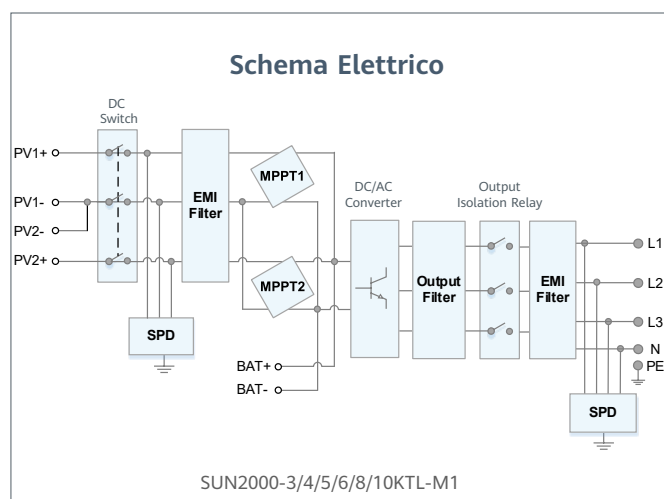 Schema Elettrico
DC
Switch
PV1+
PV1-
PV2-
PV2+
EMI
Filter
SPD
MPPT1
MPPT2
BAT+
BAT-
DC/AC
Converter
Output
Filter
Output
Isolation Relay
EMI
Filter
L1
L2
L3
N
PE
SPD
SUN2000-3/4/5/6/8/10KTL-M1